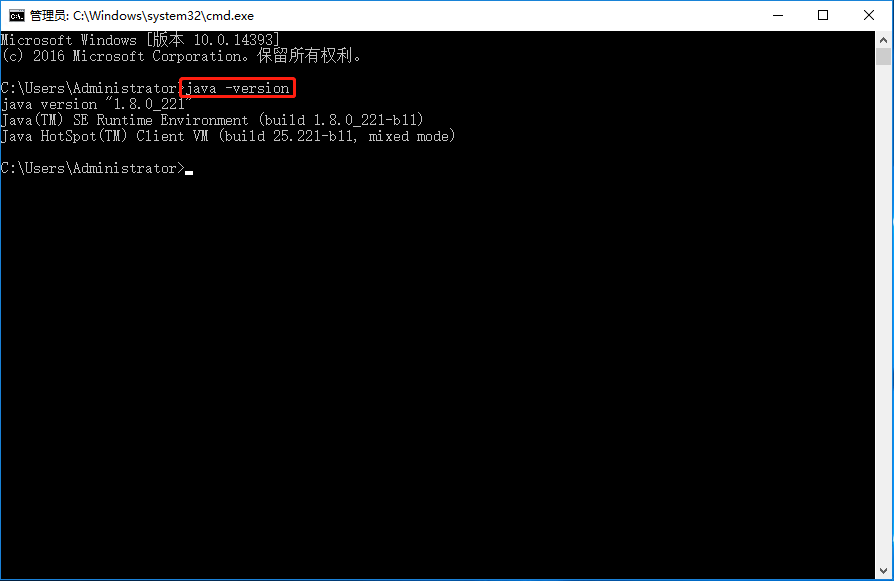 管理员: C:\Windows\system32\cmd.exe
Microsoft Windows [版本 10.0.14393]
(c) 2016 Microsoft Corporation。保留所有权利。
C:\Users\Administrator>java -version
java version "1.8.0_221"
Java(TM) SE Runtime Environment (build 1.8.0_221-b11)
Java HotSpot(TM) Client VM (build 25.221-b11, mixed mode)
C:\Users\Administrator>